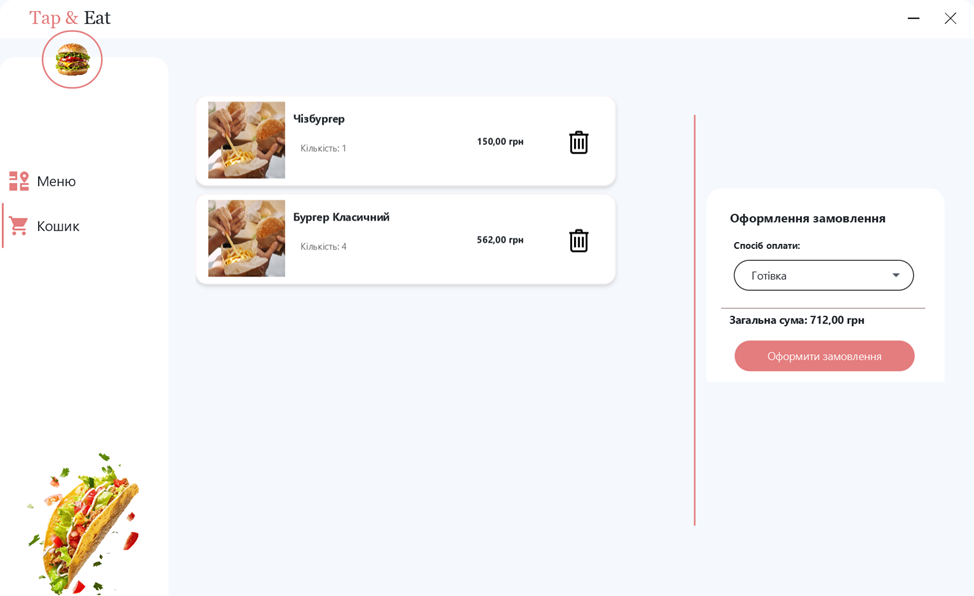 Tap & Eat
Меню
Кошик
Чізбургер
Кількість: 1
150,00 грн
Бургер Класичний
Кількість: 4
562,00 грн
Оформлення замовлення
Спосіб оплати:
Готівка
Загальна сума: 712,00 грн
Оформити замовлення